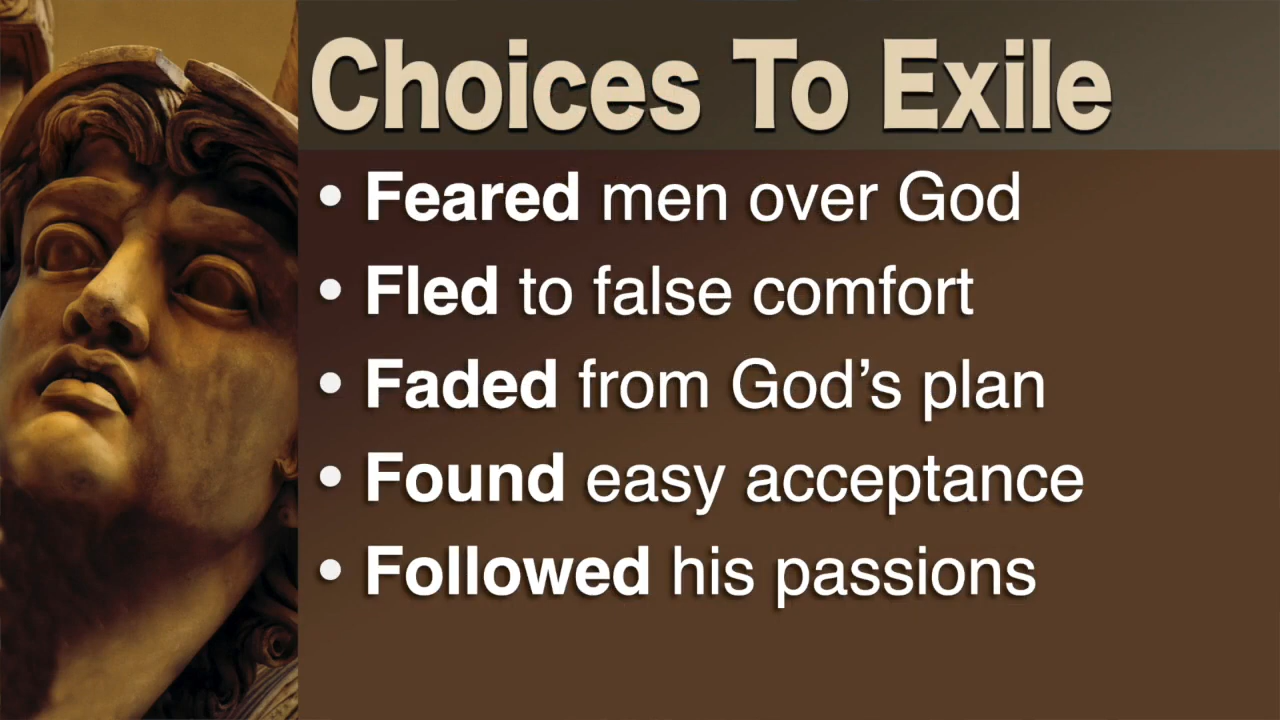 Choices To Exile
• Feared men over God
• Fled to false comfort
• Faded from God’s plan
• Found easy acceptance
• Followed his passions